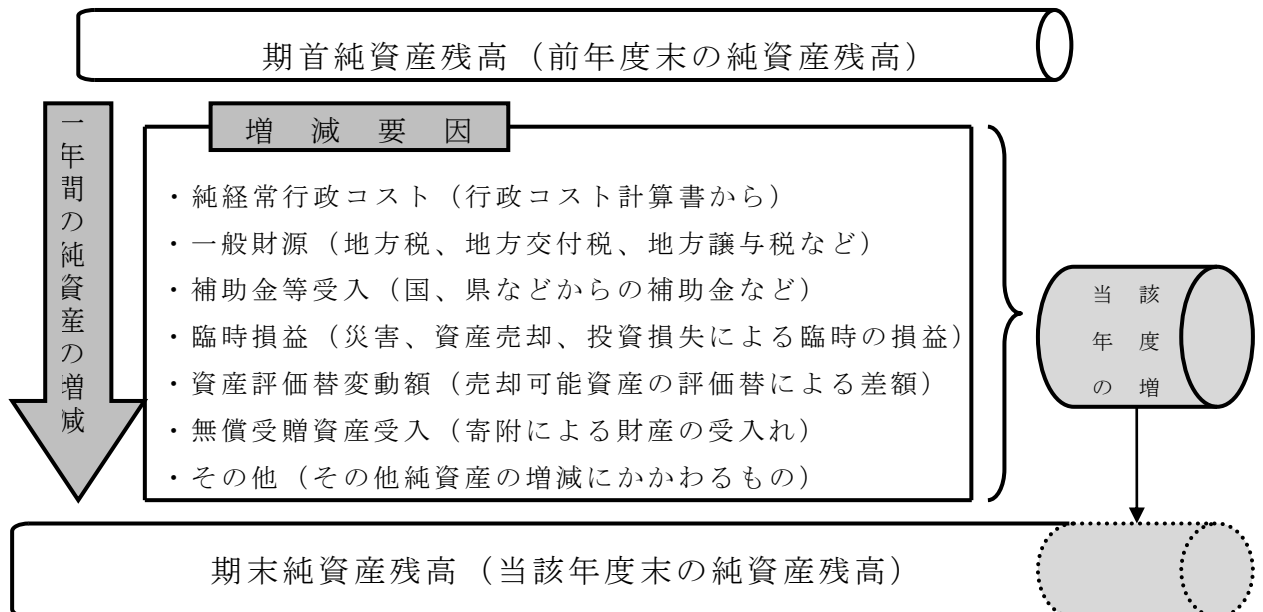 期首純資産残高（前年度末の純資産残高）
一年間の純資産の増減
増減要因
・純経常行政コスト（行政コスト計算書から）
・一般財源（地方税、地方交付税、地方譲与税など）
・補助金等受入（国、県などからの補助金など）
・臨時損益（災害、資産売却、投資損失による臨時の損益）
・資産評価替変動額（売却可能資産の評価替による差額）
・無償受贈資産受入（寄附による財産の受入れ）
・その他（その他純資産の増減にかかわるもの）
当該
年度
の増
期末純資産残高（当該年度末の純資産残高）